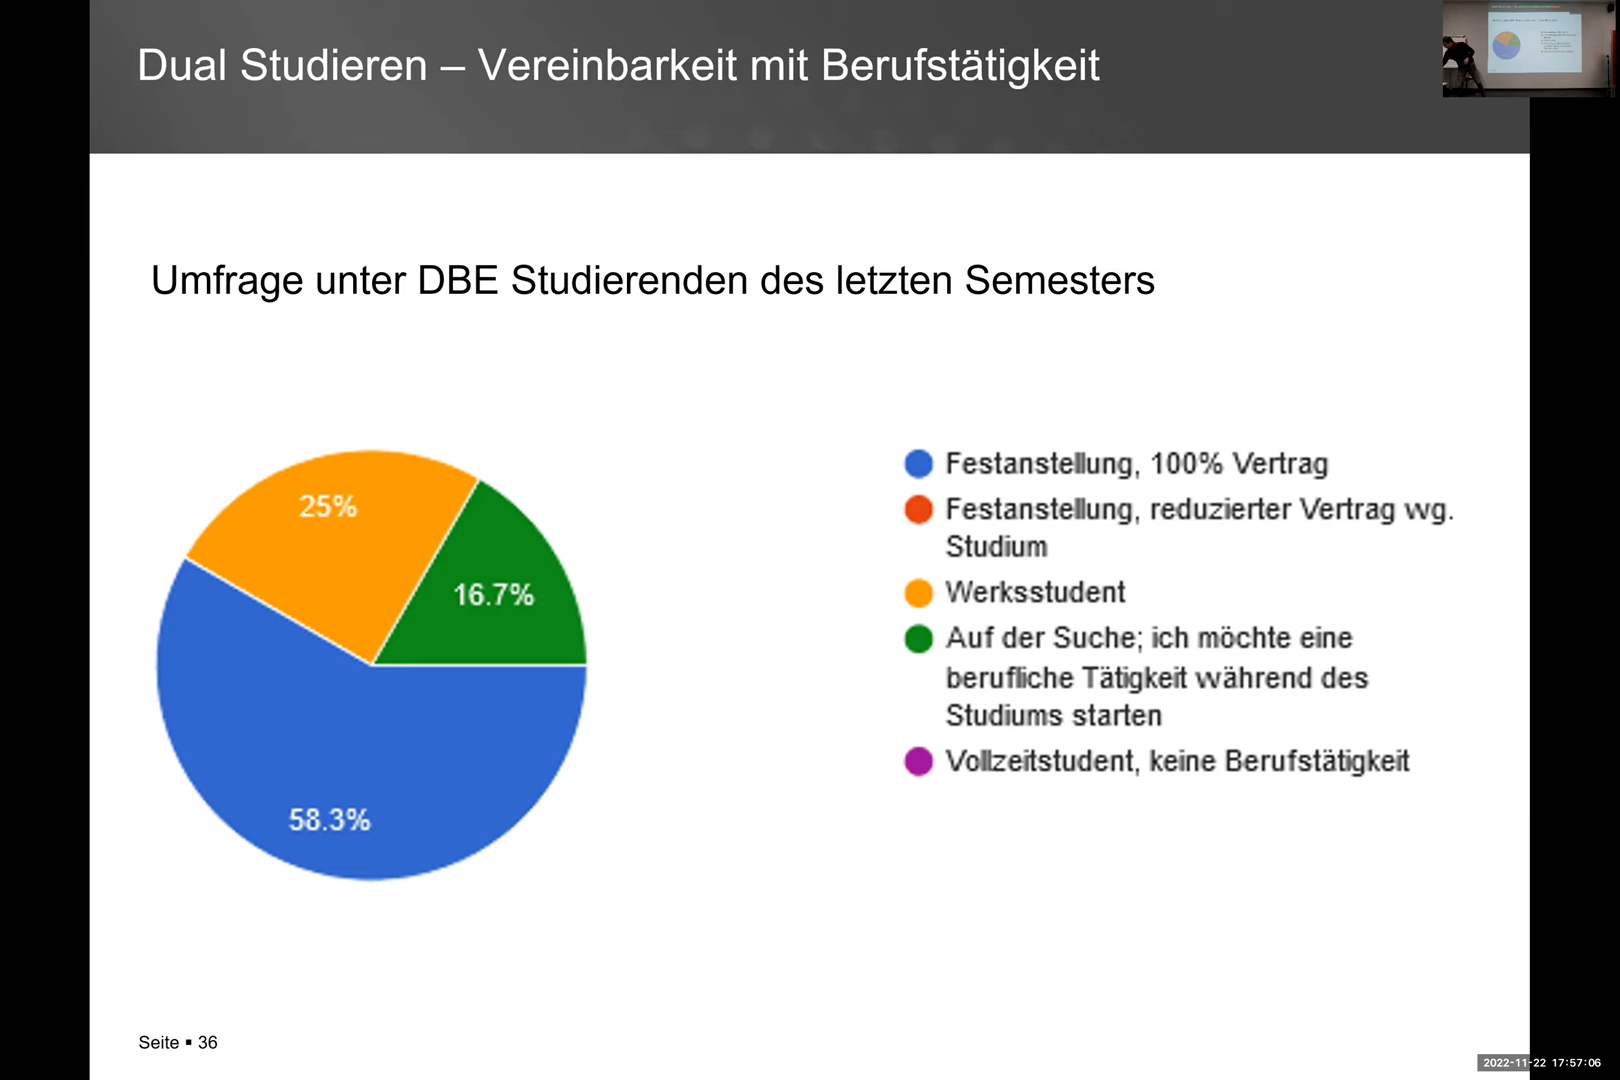 Dual Studieren – Vereinbarkeit mit Berufstätigkeit
Umfrage unter DBE Studierenden des letzten Semesters
25%
16.7%
58.3%
Festanstellung, 100% Vertrag
Festanstellung, reduzierter Vertrag wg.
Studium
Werksstudent
Auf der Suche; ich möchte eine
berufliche Tätigkeit während des
Studiums starten
Vollzeitstudent, keine Berufstätigkeit
Seite ▪ 36
2022-11-22 17:57:06